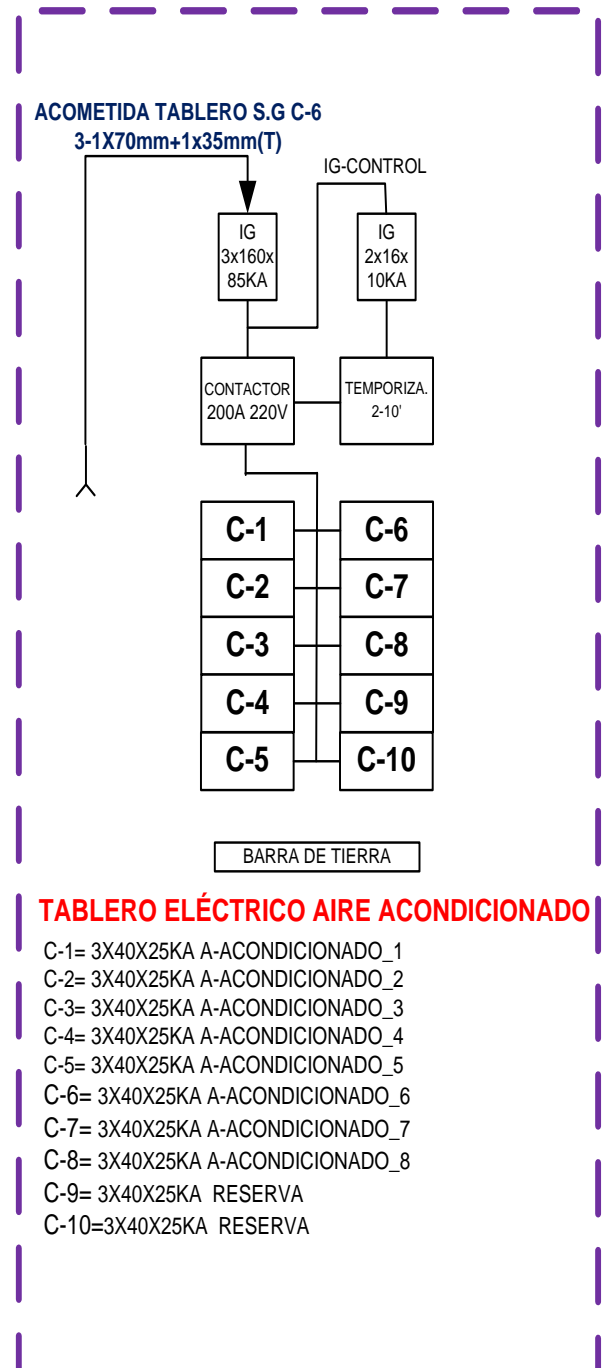 ACOMETIDA TABLERO S.G C-6
3-1X70mm+1x35mm(T)
IG-CONTROL
IG
3x160x
85KA
IG
2x16x
10KA
CONTACTOR
200A 220V
TEMPORIZA.
2-10'
C-1
C-6
C-2
C-7
C-3
C-8
C-4
C-9
C-5
C-10
BARRA DE TIERRA
TABLERO ELÉCTRICO AIRE ACONDICIONADO
C-1= 3X40X25KA A-ACONDICIONADO_1
C-2= 3X40X25KA A-ACONDICIONADO_2
C-3= 3X40X25KA A-ACONDICIONADO_3
C-4= 3X40X25KA A-ACONDICIONADO_4
C-5= 3X40X25KA A-ACONDICIONADO_5
C-6= 3X40X25KA A-ACONDICIONADO_6
C-7= 3X40X25KA A-ACONDICIONADO_7
C-8= 3X40X25KA A-ACONDICIONADO_8
C-9= 3X40X25KA RESERVA
C-10=3X40X25KA RESERVA